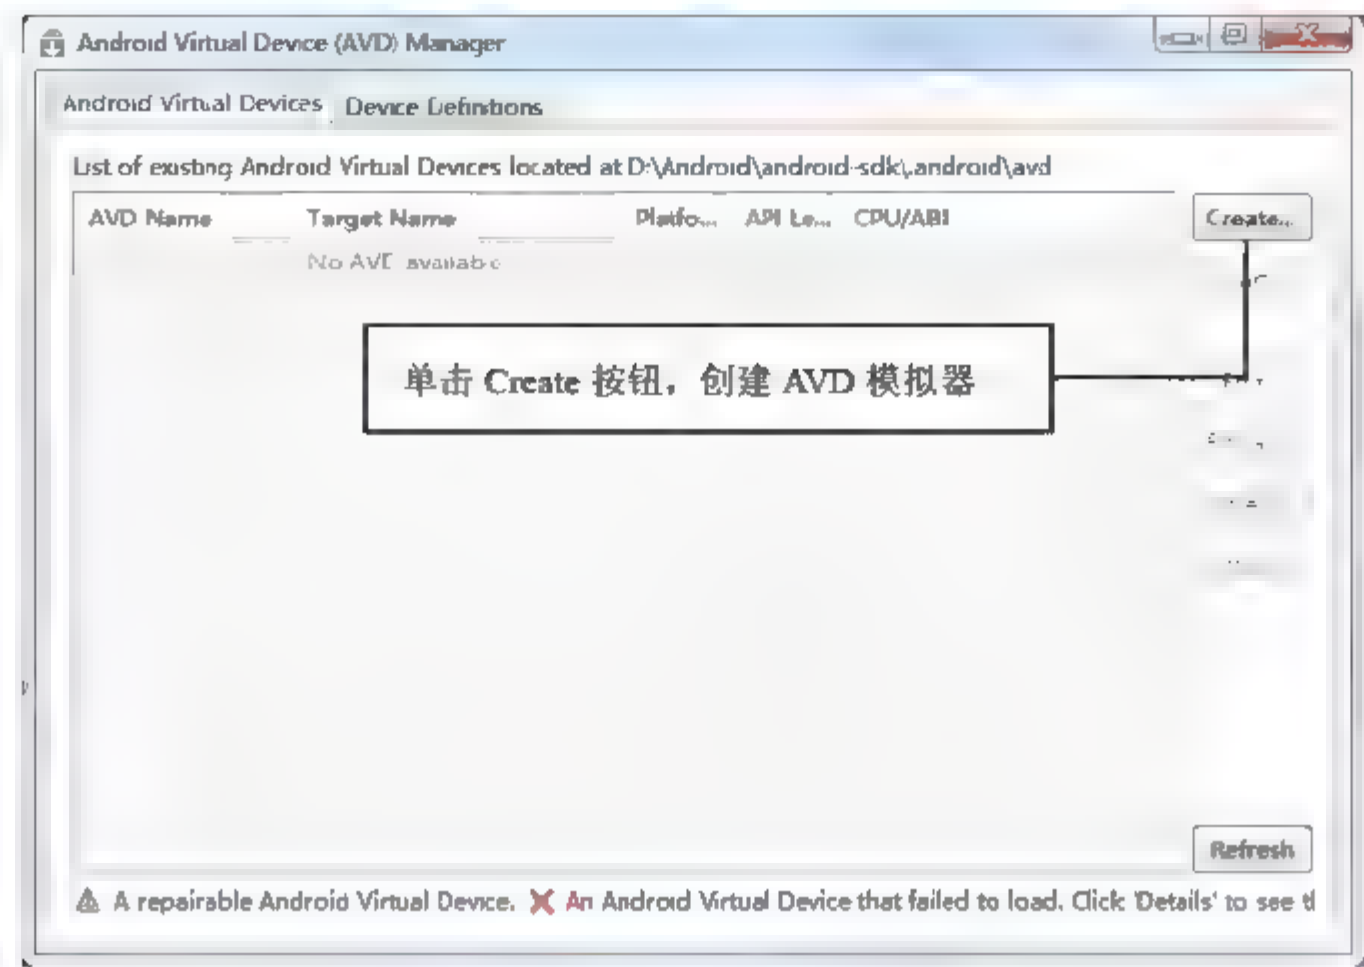 Android Virtual Device (AVD) Manager
Android Virtual Devices Device Definitions
List of existing Android Virtual Devices located at D:\Android\android-sdk\.android\avd
AVD Name Target Name Platfo... API Le... CPU/ABI Create...
No AVD available
单击 Create 按钮，创建 AVD 模拟器
Refresh
A repairable Android Virtual Device. An Android Virtual Device that failed to load. Click 'Details' to see